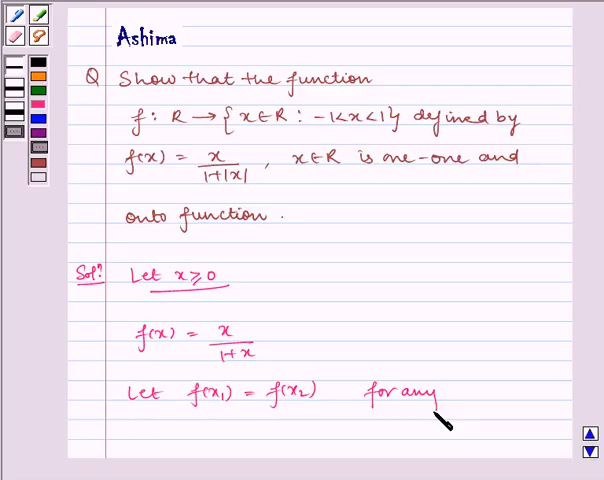 Ashima
Q Show that the function
f : R → { x ∈ R : -1 < x < 1 } defined by
f(x) = x / 1+|x| , x ∈ R is one-one and
onto function .
Solⁿ Let x ≥ 0
f(x) = x / 1+x
Let f(x₁) = f(x₂) for any